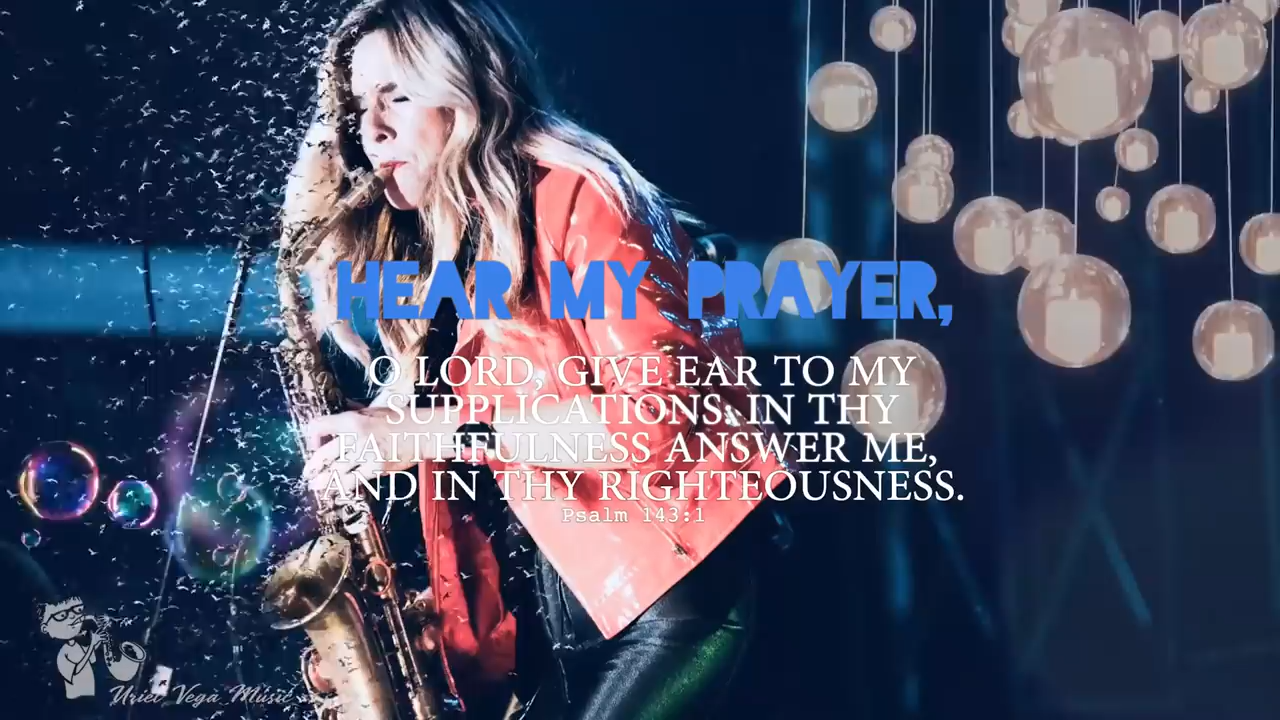 HEAR MY PRAYER,
O LORD, GIVE EAR TO MY
SUPPLICATIONS: IN THY
FAITHFULNESS ANSWER ME,
AND IN THY RIGHTEOUSNESS.
Psalm 143:1
Uriel Vega Music